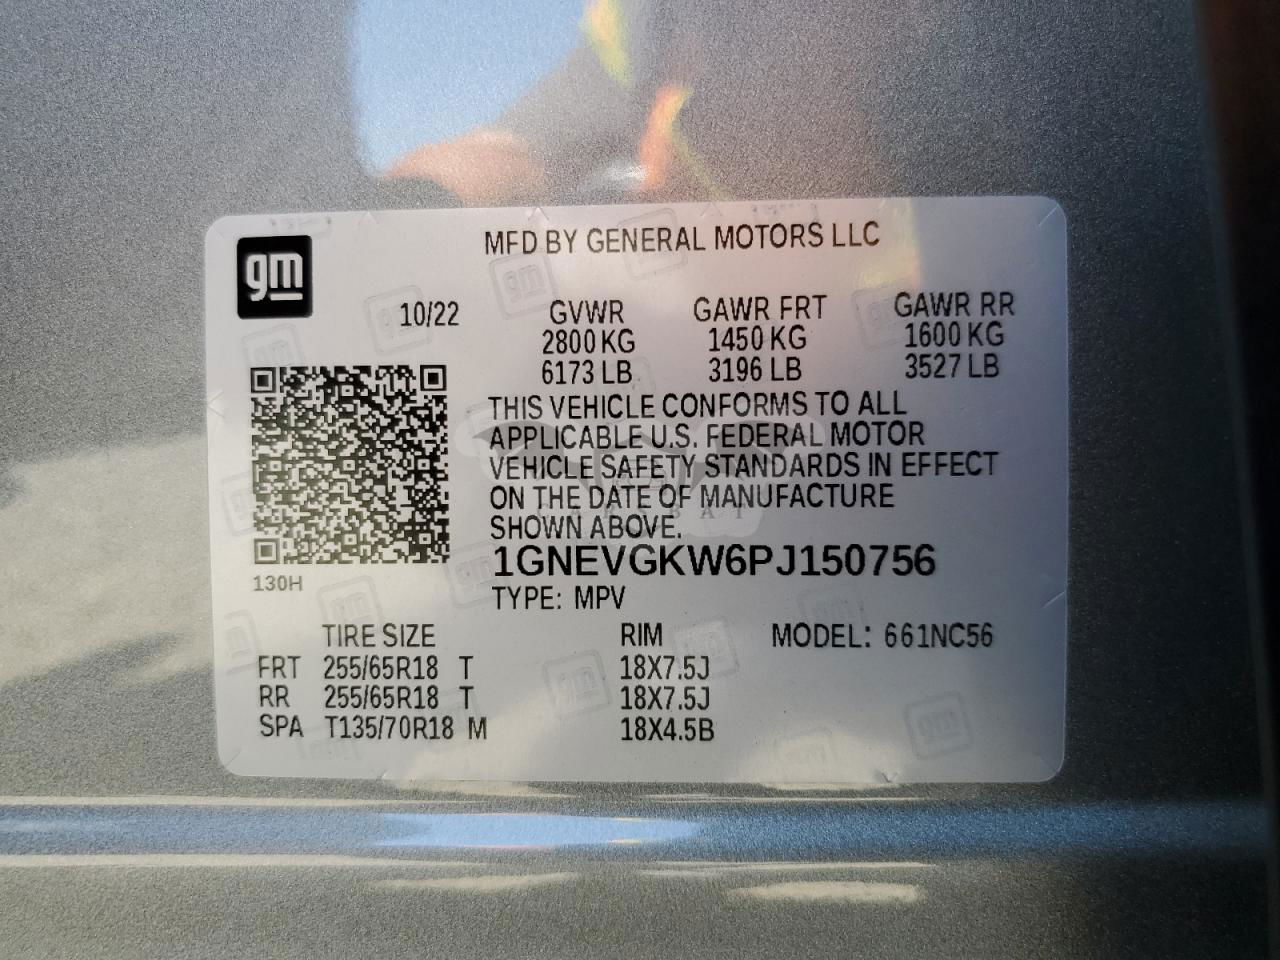 MFD BY GENERAL MOTORS LLC
gm
10/22 GVWR GAWR FRT GAWR RR
2800 KG 1450 KG 1600 KG
6173 LB 3196 LB 3527 LB
THIS VEHICLE CONFORMS TO ALL
APPLICABLE U.S. FEDERAL MOTOR
VEHICLE SAFETY STANDARDS IN EFFECT
ON THE DATE OF MANUFACTURE
SHOWN ABOVE.
1GNEVGKW6PJ150756
130H
TYPE: MPV
TIRE SIZE RIM MODEL: 661NC56
FRT 255/65R18 T 18X7.5J
RR 255/65R18 T 18X7.5J
SPA T135/70R18 M 18X4.5B